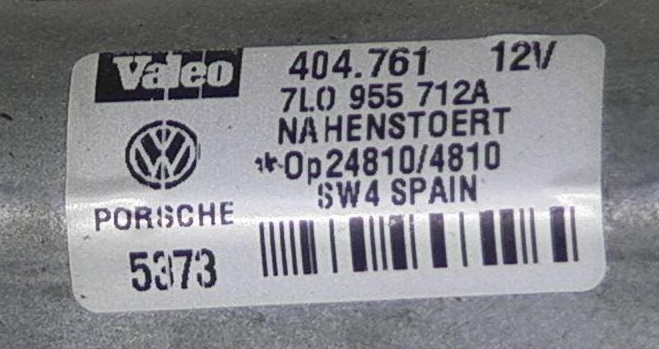 Valeo 404.761 12V
7L0 955 712A
NAHENSTOERT
*Op24810/4810
SW4 SPAIN
PORSCHE
5373